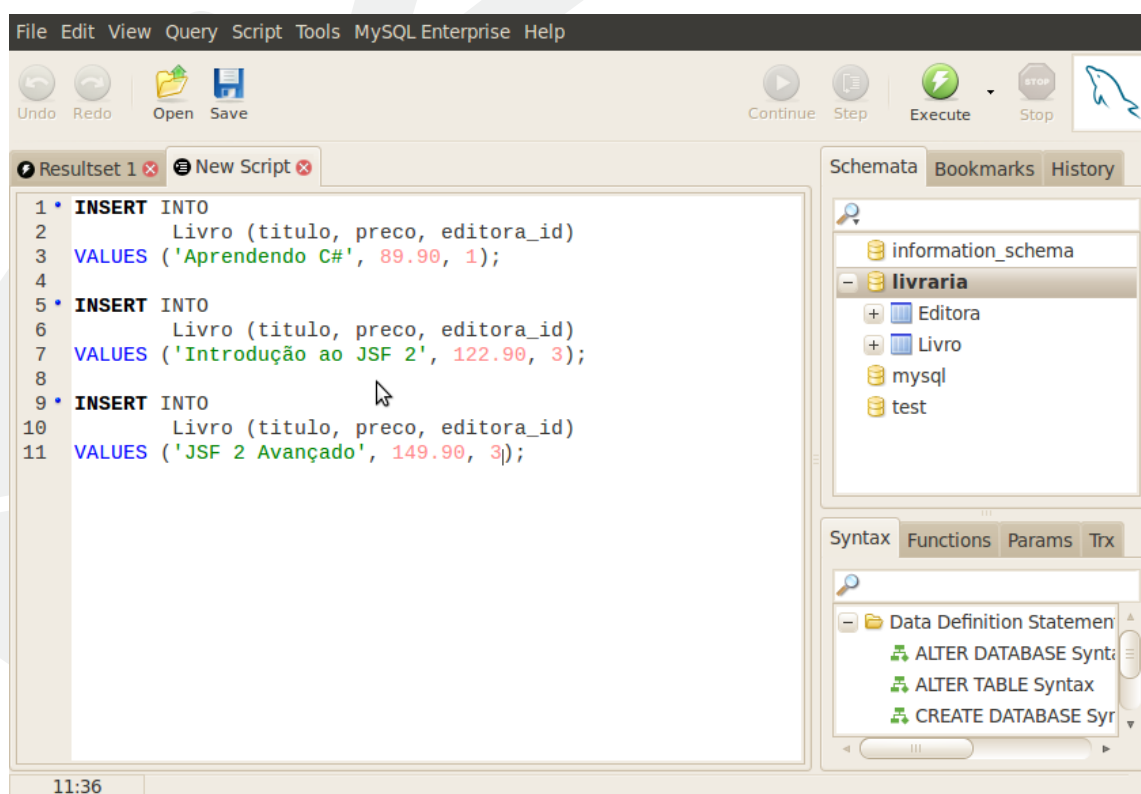 File Edit View Query Script Tools MySQL Enterprise Help
Undo Redo Open Save Continue Step Execute STOP Stop
Resultset 1 New Script
1 INSERT INTO
2 Livro (titulo, preco, editora_id)
3 VALUES ('Aprendendo C#', 89.90, 1);
4
5 INSERT INTO
6 Livro (titulo, preco, editora_id)
7 VALUES ('Introdução ao JSF 2', 122.90, 3);
8
9 INSERT INTO
10 Livro (titulo, preco, editora_id)
11 VALUES ('JSF 2 Avançado', 149.90, 3);
Schemata Bookmarks History
information_schema
livraria
Editora
Livro
mysql
test
Syntax Functions Params Trx
Data Definition Statemen
ALTER DATABASE Synta
ALTER TABLE Syntax
CREATE DATABASE Syr
11:36